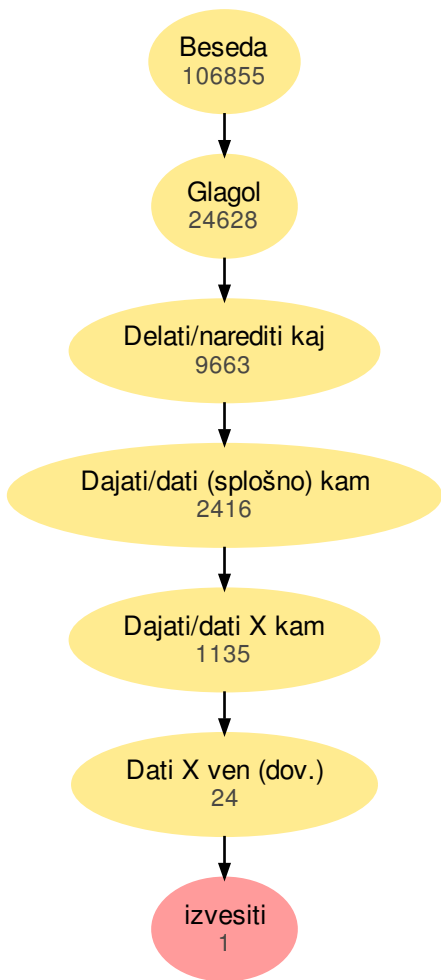 Beseda
106855
Glagol
24628
Delati/narediti kaj
9663
Dajati/dati (splošno) kam
2416
Dajati/dati X kam
1135
Dati X ven (dov.)
24
izvesiti
1